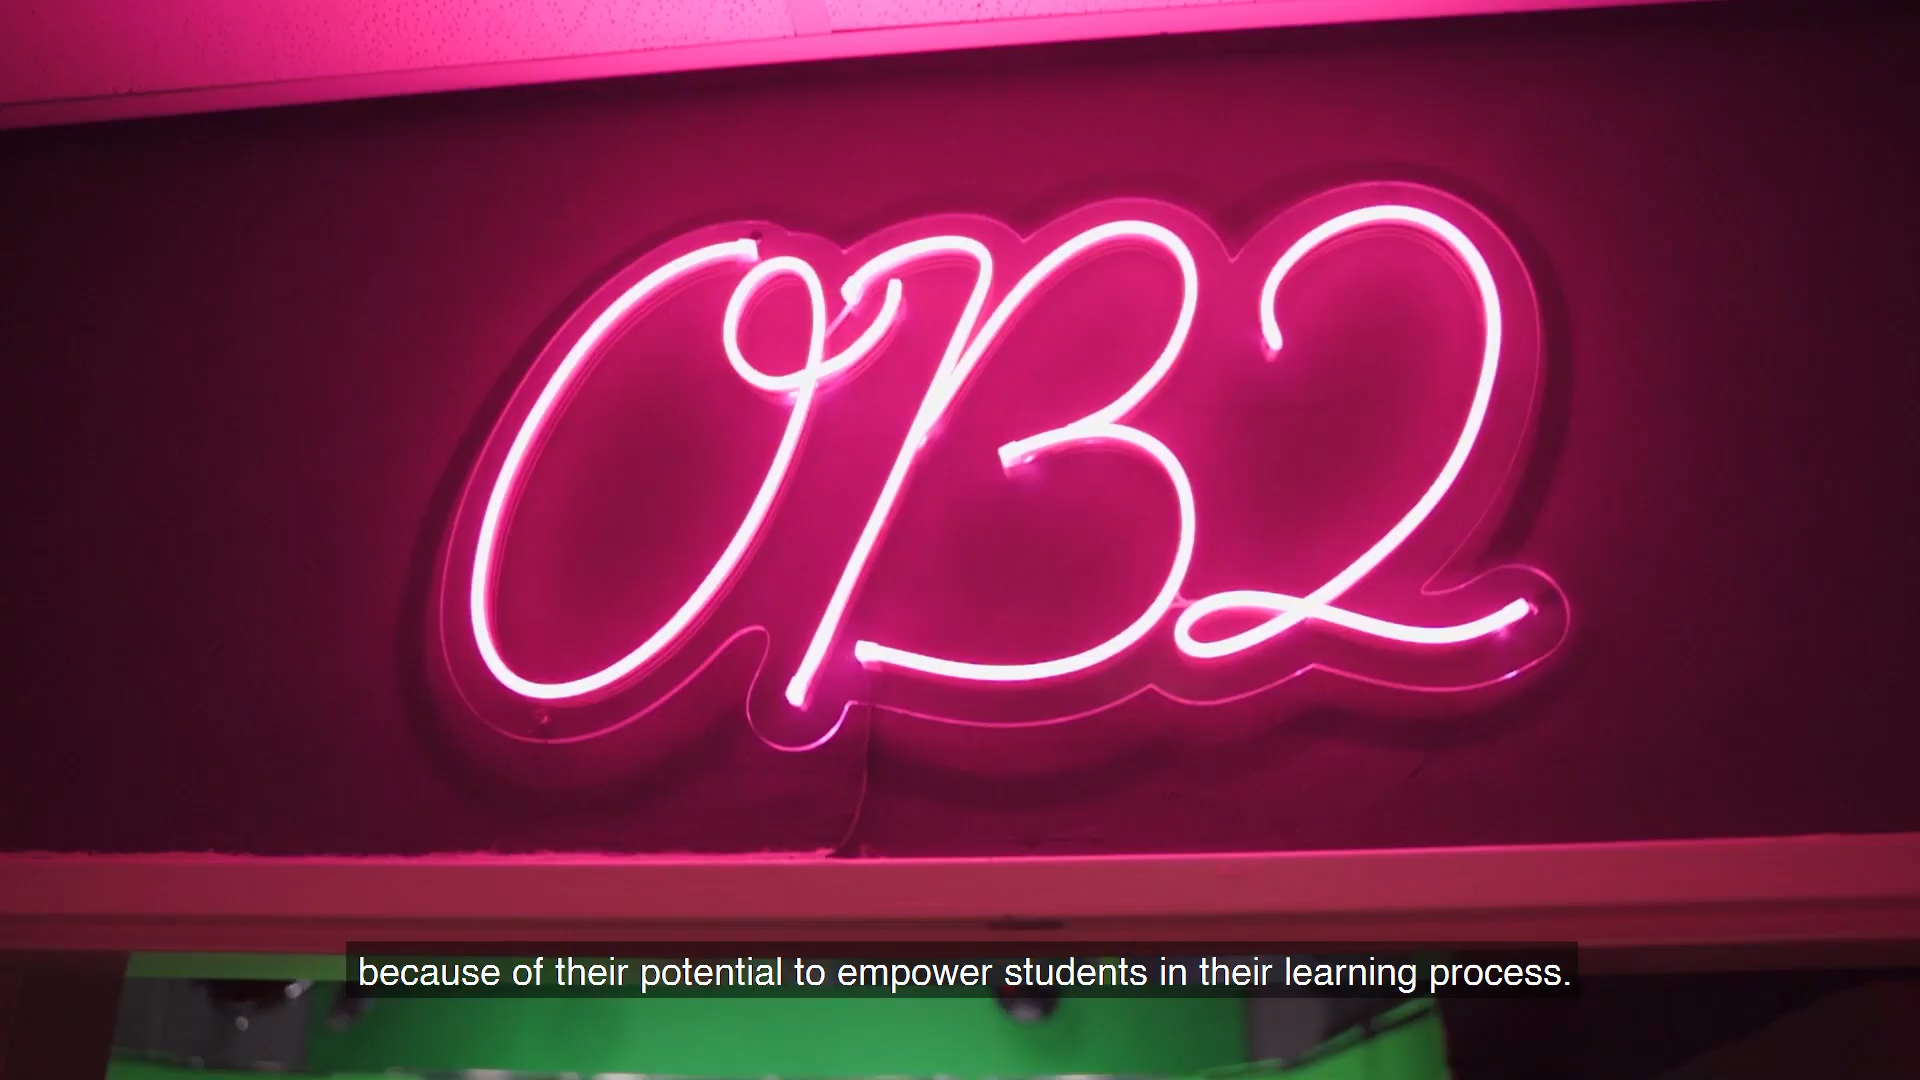 OB2
because of their potential to empower students in their learning process.